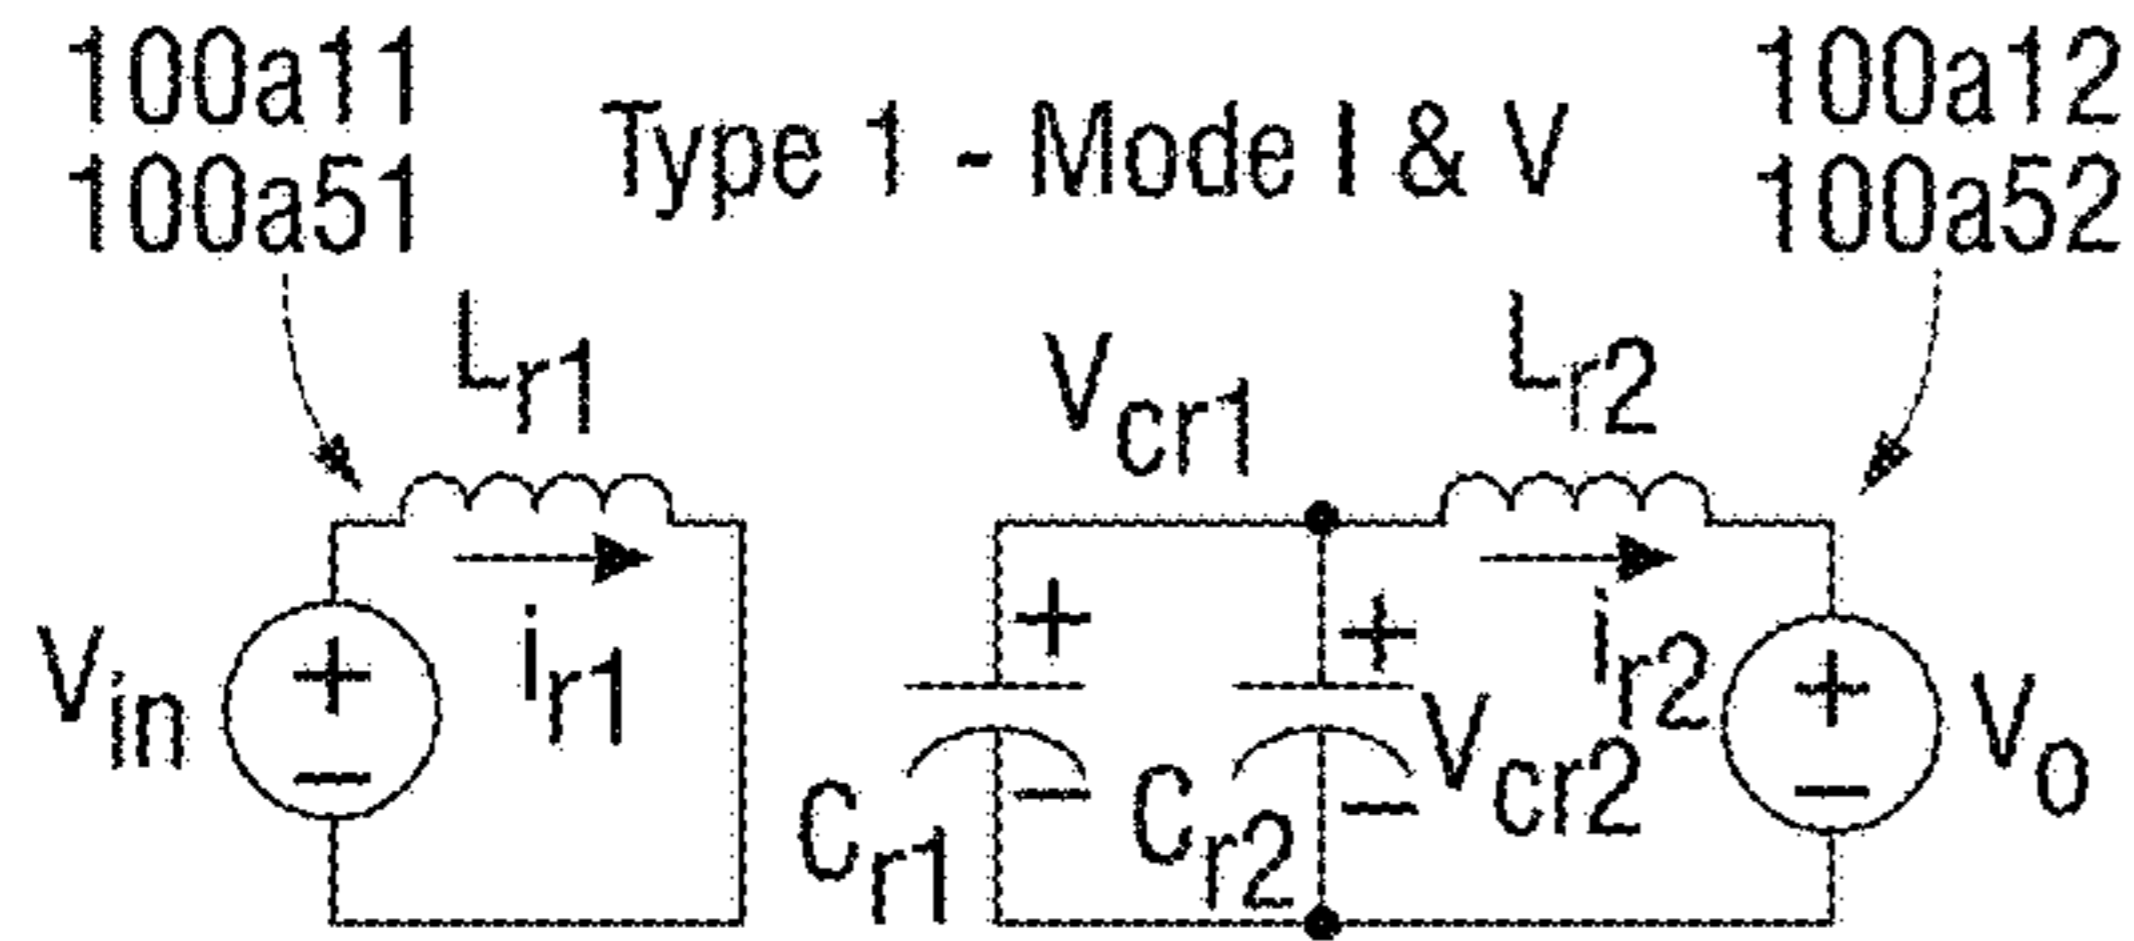 100a11
100a51
Type 1 - Mode I & V
100a12
100a52
Lr1
Vcr1
Lr2
+
+
Vin
+
−
ir1
ir2
+
−
Vo
Cr1
−
Cr2
−
Vcr2